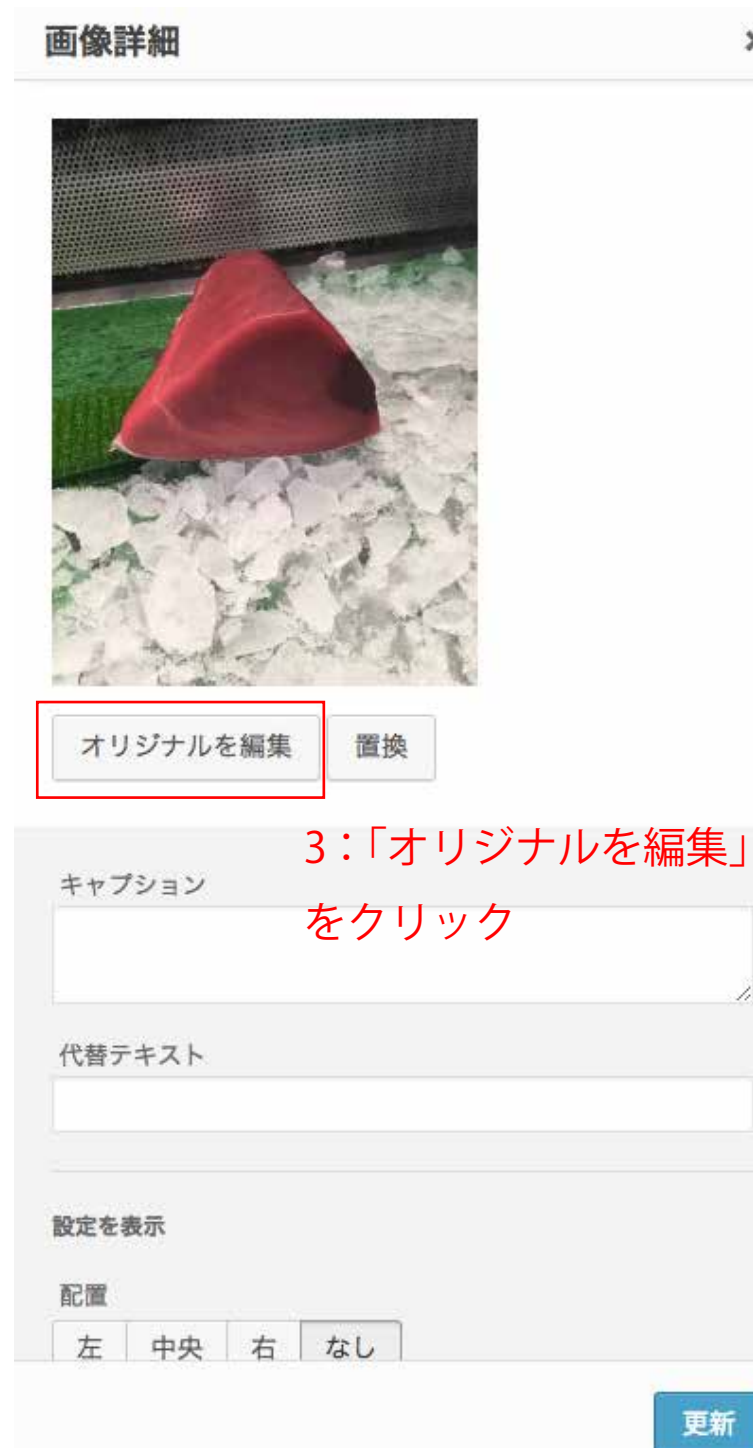 画像詳細
オリジナルを編集 置換
3：「オリジナルを編集」
をクリック
キャプション
代替テキスト
設定を表示
配置
左 中央 右 なし
更新